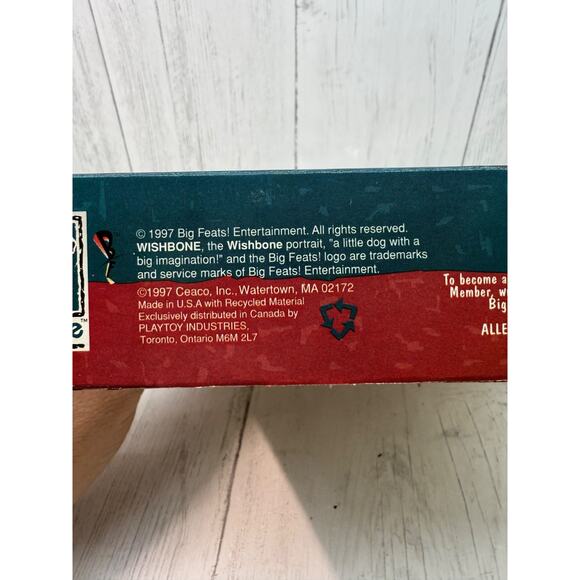 © 1997 Big Feats! Entertainment. All rights reserved.
WISHBONE, the Wishbone portrait, "a little dog with a
big imagination!" and the Big Feats! logo are trademarks
and service marks of Big Feats! Entertainment.
©1997 Ceaco, Inc., Watertown, MA 02172
Made in U.S.A with Recycled Material
Exclusively distributed in Canada by
PLAYTOY INDUSTRIES,
Toronto, Ontario M6M 2L7
To become a
Member, w
Big
ALLE